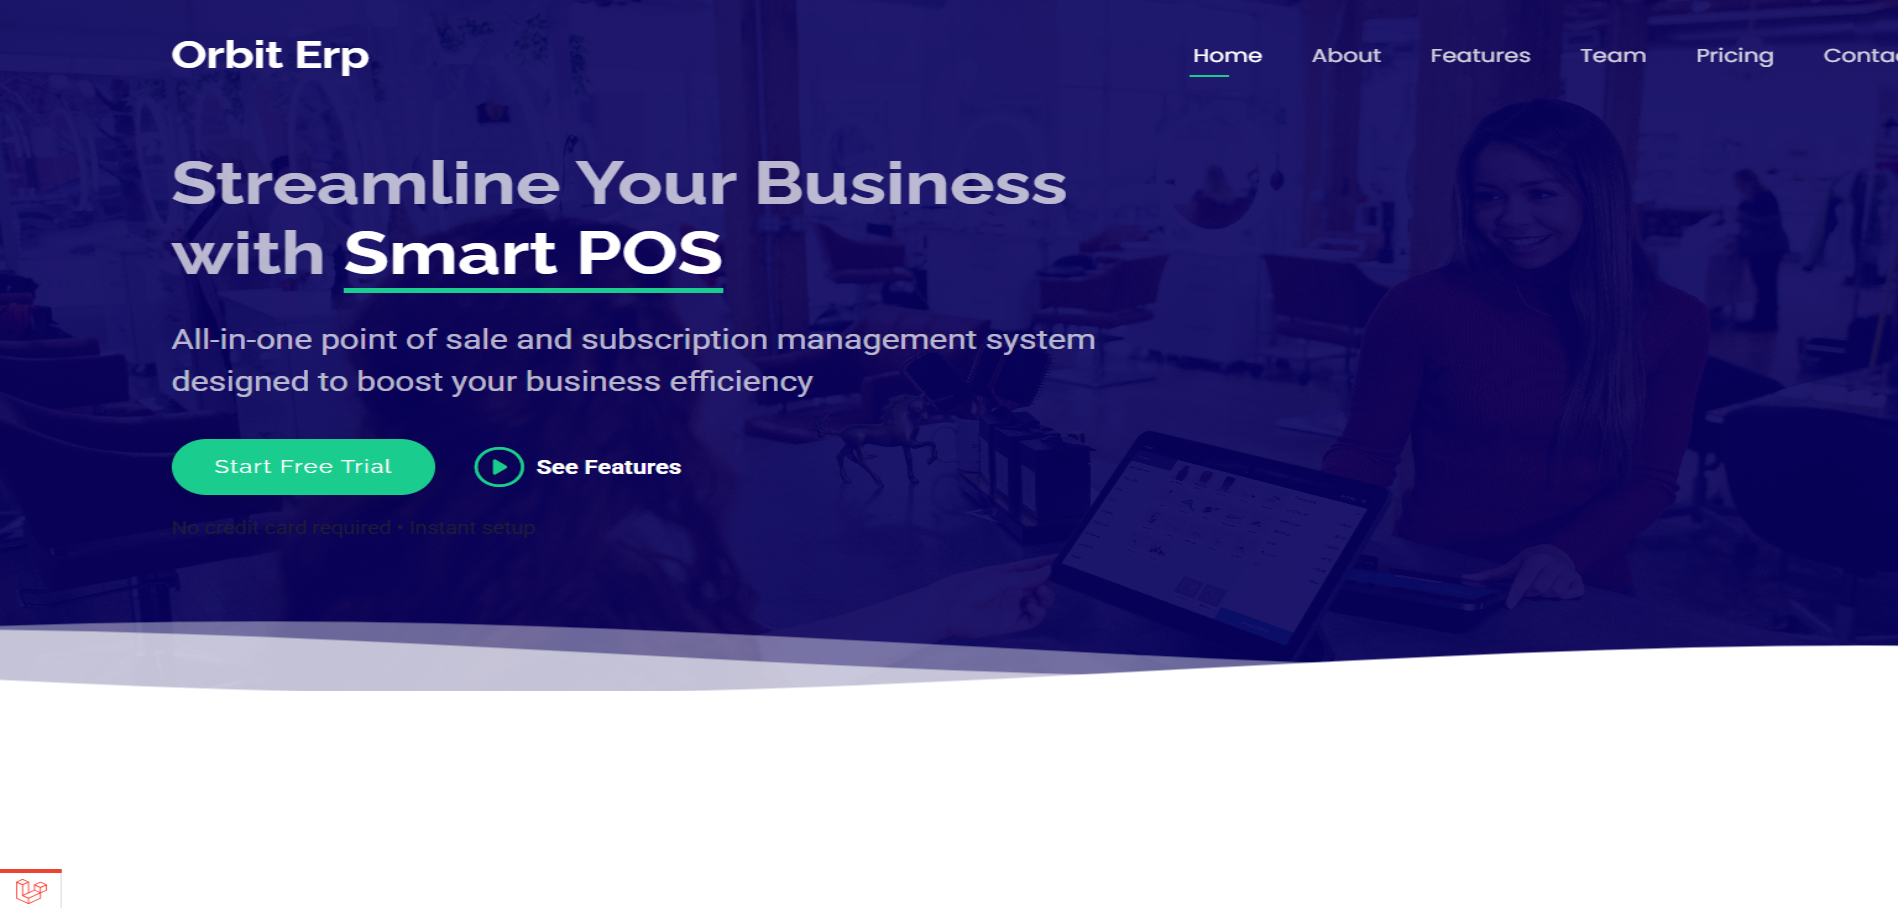 Orbit Erp
Home About Features Team Pricing Contac
Streamline Your Business
with Smart POS
All-in-one point of sale and subscription management system
designed to boost your business efficiency
Start Free Trial See Features
No credit card required • Instant setup